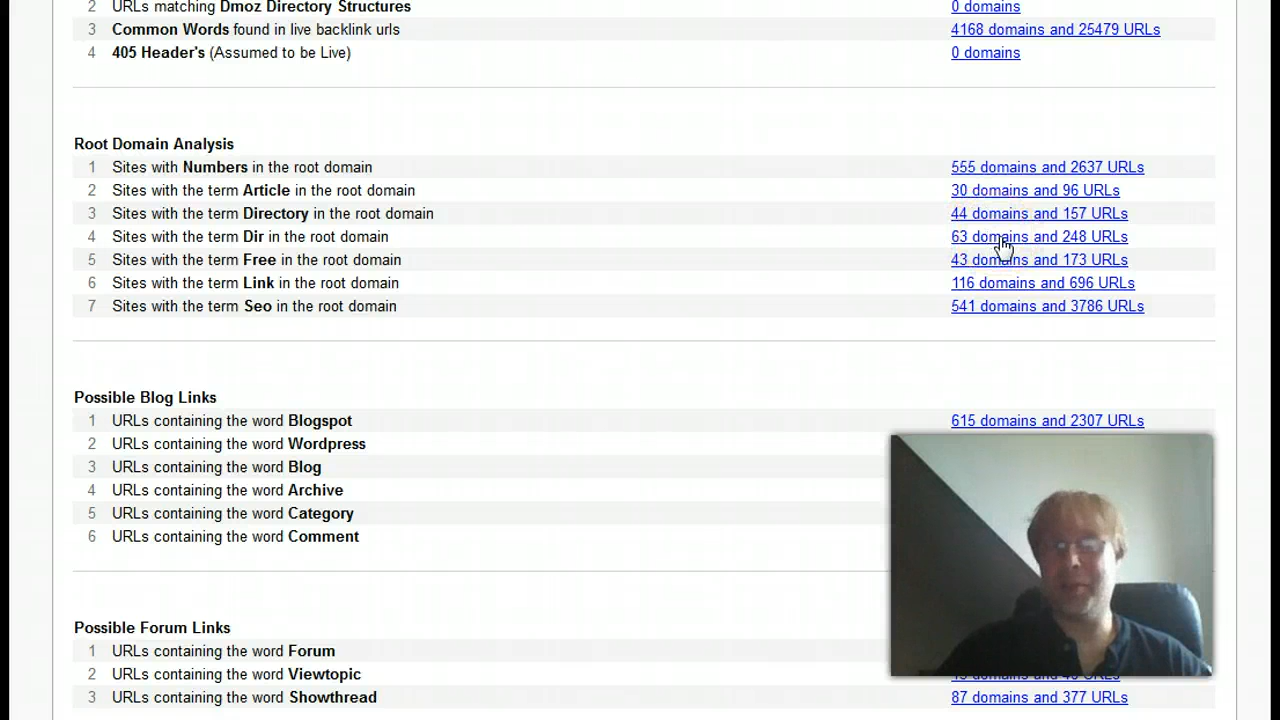 2 URLs matching Dmoz Directory Structures 0 domains
3 Common Words found in live backlink urls 4168 domains and 25479 URLs
4 405 Header's (Assumed to be Live) 0 domains
Root Domain Analysis
1 Sites with Numbers in the root domain 555 domains and 2637 URLs
2 Sites with the term Article in the root domain 30 domains and 96 URLs
3 Sites with the term Directory in the root domain 44 domains and 157 URLs
4 Sites with the term Dir in the root domain 63 domains and 248 URLs
5 Sites with the term Free in the root domain 43 domains and 173 URLs
6 Sites with the term Link in the root domain 116 domains and 696 URLs
7 Sites with the term Seo in the root domain 541 domains and 3786 URLs
Possible Blog Links
1 URLs containing the word Blogspot 615 domains and 2307 URLs
2 URLs containing the word Wordpress
3 URLs containing the word Blog
4 URLs containing the word Archive
5 URLs containing the word Category
6 URLs containing the word Comment
Possible Forum Links
1 URLs containing the word Forum
2 URLs containing the word Viewtopic
3 URLs containing the word Showthread 87 domains and 377 URLs